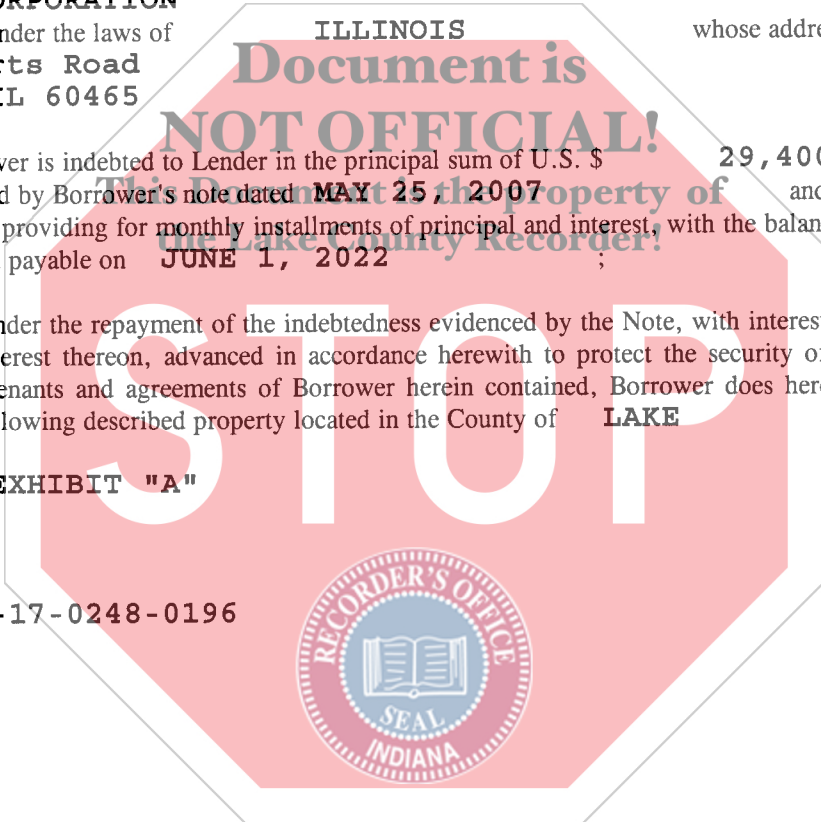 ORPORATION
nder the laws of ILLINOIS whose addre
Document is
rts Road
IL 60465
NOT OFFICIAL!
wer is indebted to Lender in the principal sum of U.S. $ 29,400
d by Borrower's note dated MAY 25, 2007 and
This Document is the property of
providing for monthly installments of principal and interest, with the balan
the Lake County Recorder!
payable on JUNE 1, 2022 ;
nder the repayment of the indebtedness evidenced by the Note, with interest
erest thereon, advanced in accordance herewith to protect the security of
enants and agreements of Borrower herein contained, Borrower does here
lowing described property located in the County of LAKE
STOP
EXHIBIT "A"
-17-0248-0196
RECORDER'S OFFICE
SEAL
INDIANA